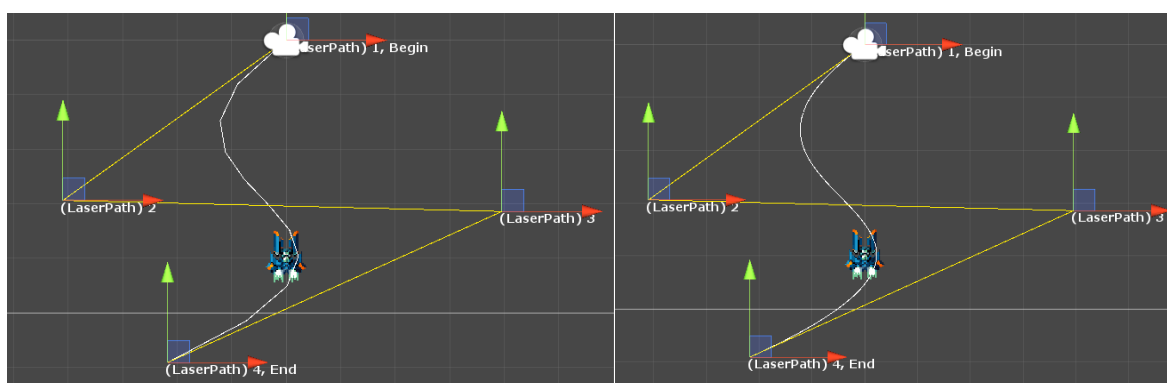 serPath) 1, Begin
(LaserPath) 2
(LaserPath) 3
(LaserPath) 4, End
serPath) 1, Begin
(LaserPath) 2
(LaserPath) 3
(LaserPath) 4, End